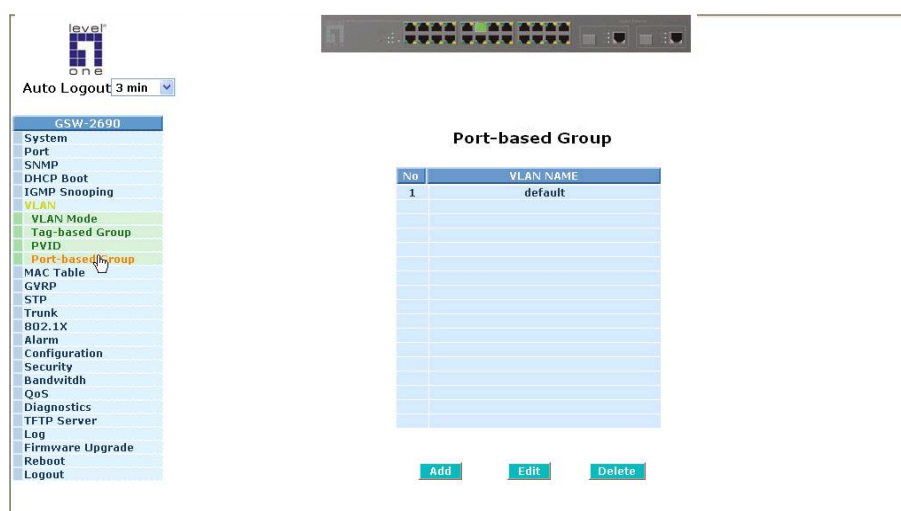 level
one
Auto Logout 3 min
GSW-2690
System
Port
SNMP
DHCP Boot
IGMP Snooping
VLAN
VLAN Mode
Tag-based Group
PVID
Port-based Group
MAC Table
GVRP
STP
Trunk
802.1X
Alarm
Configuration
Security
Bandwitdh
QoS
Diagnostics
TFTP Server
Log
Firmware Upgrade
Reboot
Logout
Port-based Group
No VLAN NAME
1 default
Add Edit Delete